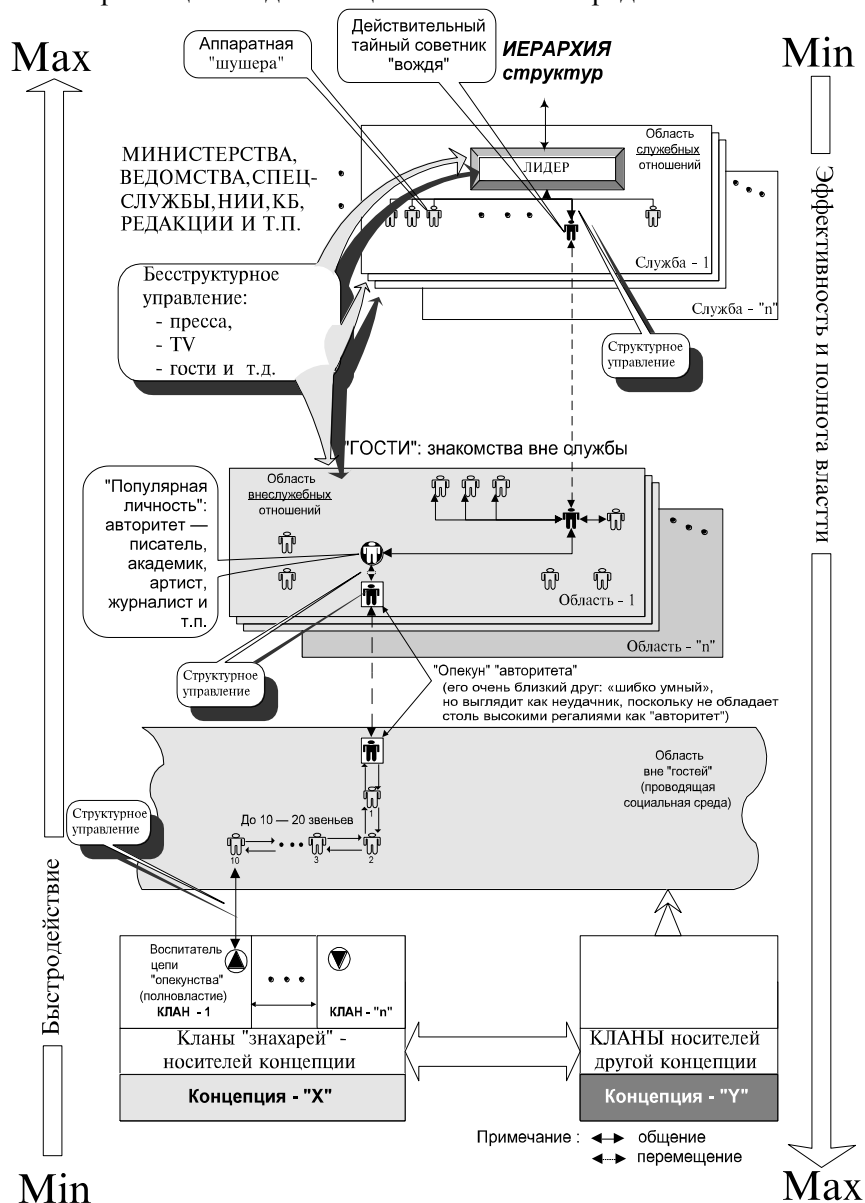 Max
Аппаратная
"шушера"
Действительный
тайный советник
"вождя"
ИЕРАРХИЯ
структур
Min
МИНИСТЕРСТВА,
ВЕДОМСТВА,СПЕЦ-
СЛУЖБЫ,НИИ,КБ,
РЕДАКЦИИ И Т.П.
ЛИДЕР
Область
служебных
отношений
Служба - 1
Служба - "n"
Бесструктурное
управление:
- пресса,
- TV
- гости и т.д.
Структурное
управление
"ГОСТИ": знакомства вне службы
Область
внеслужебных
отношений
"Популярная
личность":
авторитет —
писатель,
академик,
артист,
журналист и
т.п.
Область - 1
Область - "n"
Структурное
управление
"Опекун" "авторитета"
(его очень близкий друг: «шибко умный»,
но выглядит как неудачник, поскольку не обладает
столь высокими регалиями как "авторитет")
Область
вне "гостей"
(проводящая
социальная среда)
Структурное
управление
До 10 — 20 звеньев
1
10
3
2
Быстродействие
Эффективность и полнота властти
Воспитатель
цепи
"опекунства"
(полновластие)
КЛАН - 1
КЛАН - "n"
Кланы "знахарей" -
носителей концепции
Концепция - "X"
КЛАНЫ носителей
другой концепции
Концепция - "Y"
Примечание : общение
перемещение
Min
Max